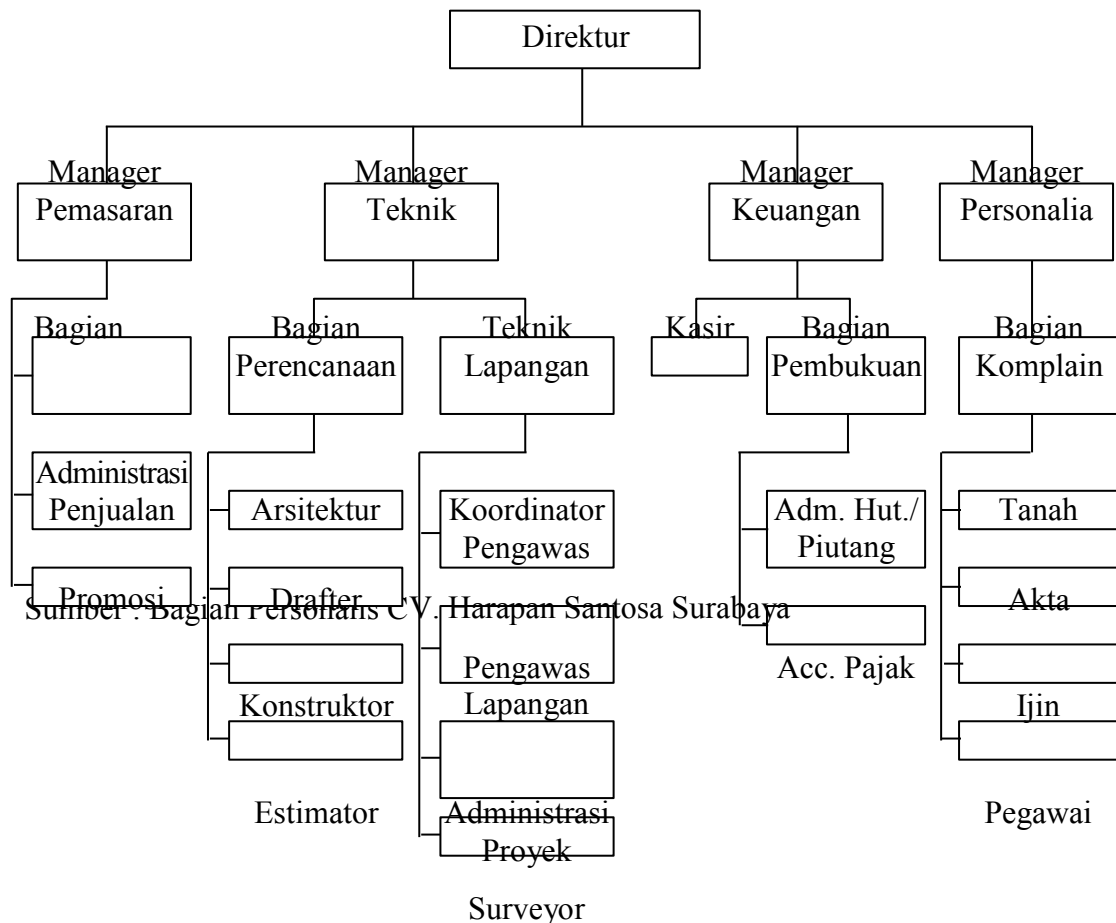 Direktur
Manager
Pemasaran
Manager
Teknik
Manager
Keuangan
Manager
Personalia
Bagian
Bagian
Perencanaan
Teknik
Lapangan
Kasir
Bagian
Pembukuan
Bagian
Komplain
Administrasi
Penjualan
Arsitektur
Koordinator
Pengawas
Adm. Hut./
Piutang
Tanah
Promosi
Drafter
Akta
Sumber : Bagian Personalis CV. Harapan Santosa Surabaya
Pengawas
Lapangan
Acc. Pajak
Konstruktor
Ijin
Estimator
Administrasi
Proyek
Pegawai
Surveyor